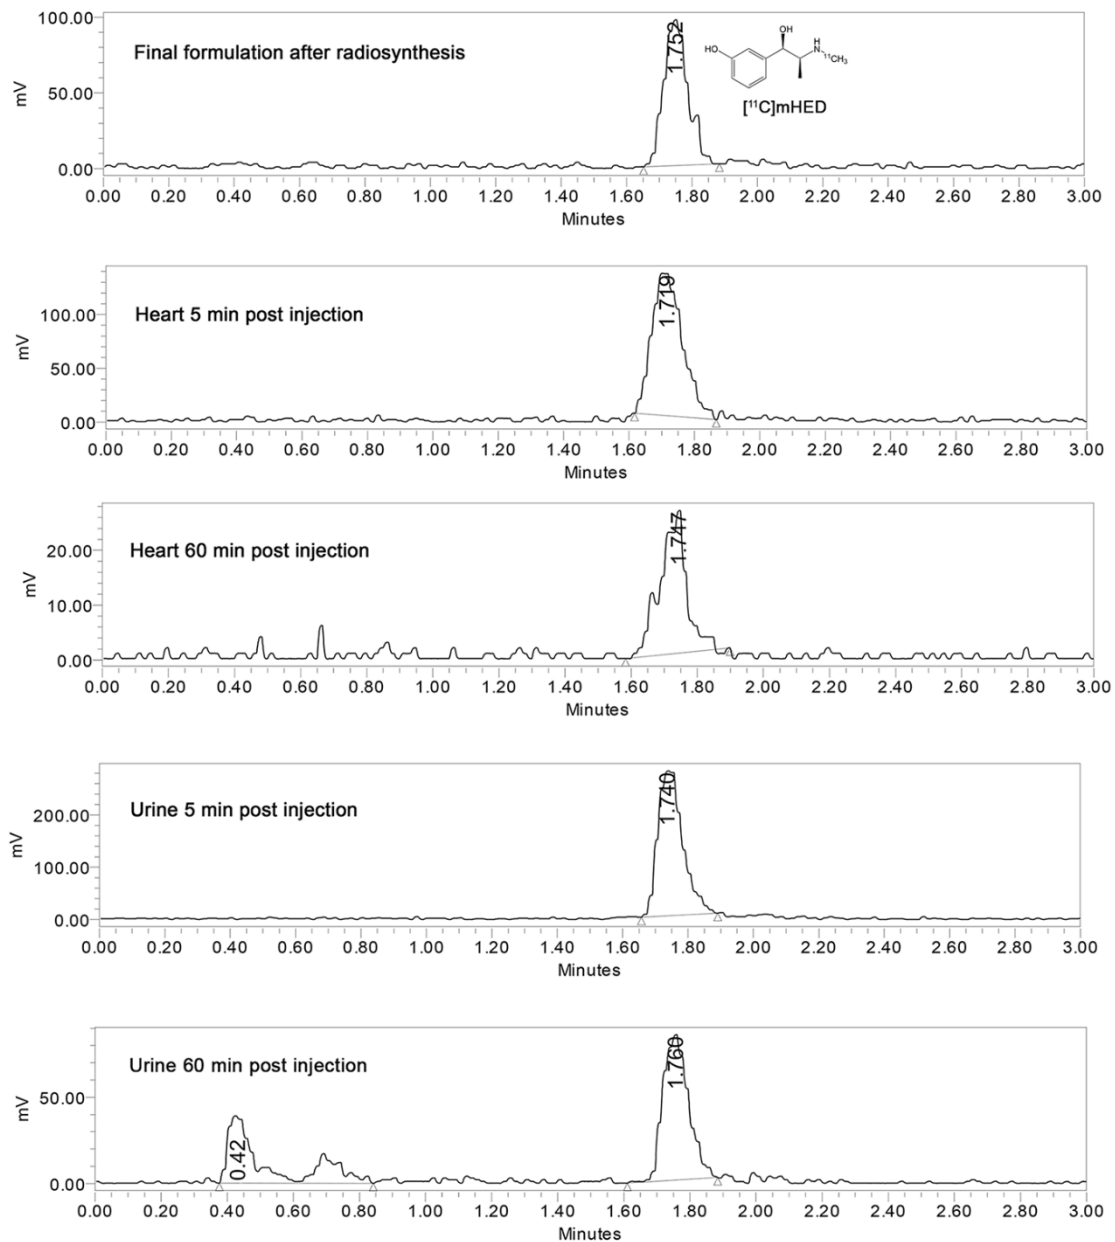 100.00
Final formulation after radiosynthesis
1.752
OH
HO
H
N
¹¹CH₃
[¹¹C]mHED
mV
50.00
0.00
0.00 0.20 0.40 0.60 0.80 1.00 1.20 1.40 1.60 1.80 2.00 2.20 2.40 2.60 2.80 3.00
Minutes
Heart 5 min post injection
1.719
100.00
mV
50.00
0.00
0.00 0.20 0.40 0.60 0.80 1.00 1.20 1.40 1.60 1.80 2.00 2.20 2.40 2.60 2.80 3.00
Minutes
Heart 60 min post injection
1.747
20.00
mV
10.00
0.00
0.00 0.20 0.40 0.60 0.80 1.00 1.20 1.40 1.60 1.80 2.00 2.20 2.40 2.60 2.80 3.00
Minutes
Urine 5 min post injection
1.740
200.00
mV
100.00
0.00
0.00 0.20 0.40 0.60 0.80 1.00 1.20 1.40 1.60 1.80 2.00 2.20 2.40 2.60 2.80 3.00
Minutes
Urine 60 min post injection
1.760
50.00
mV
0.42
0.00
0.00 0.20 0.40 0.60 0.80 1.00 1.20 1.40 1.60 1.80 2.00 2.20 2.40 2.60 2.80 3.00
Minutes